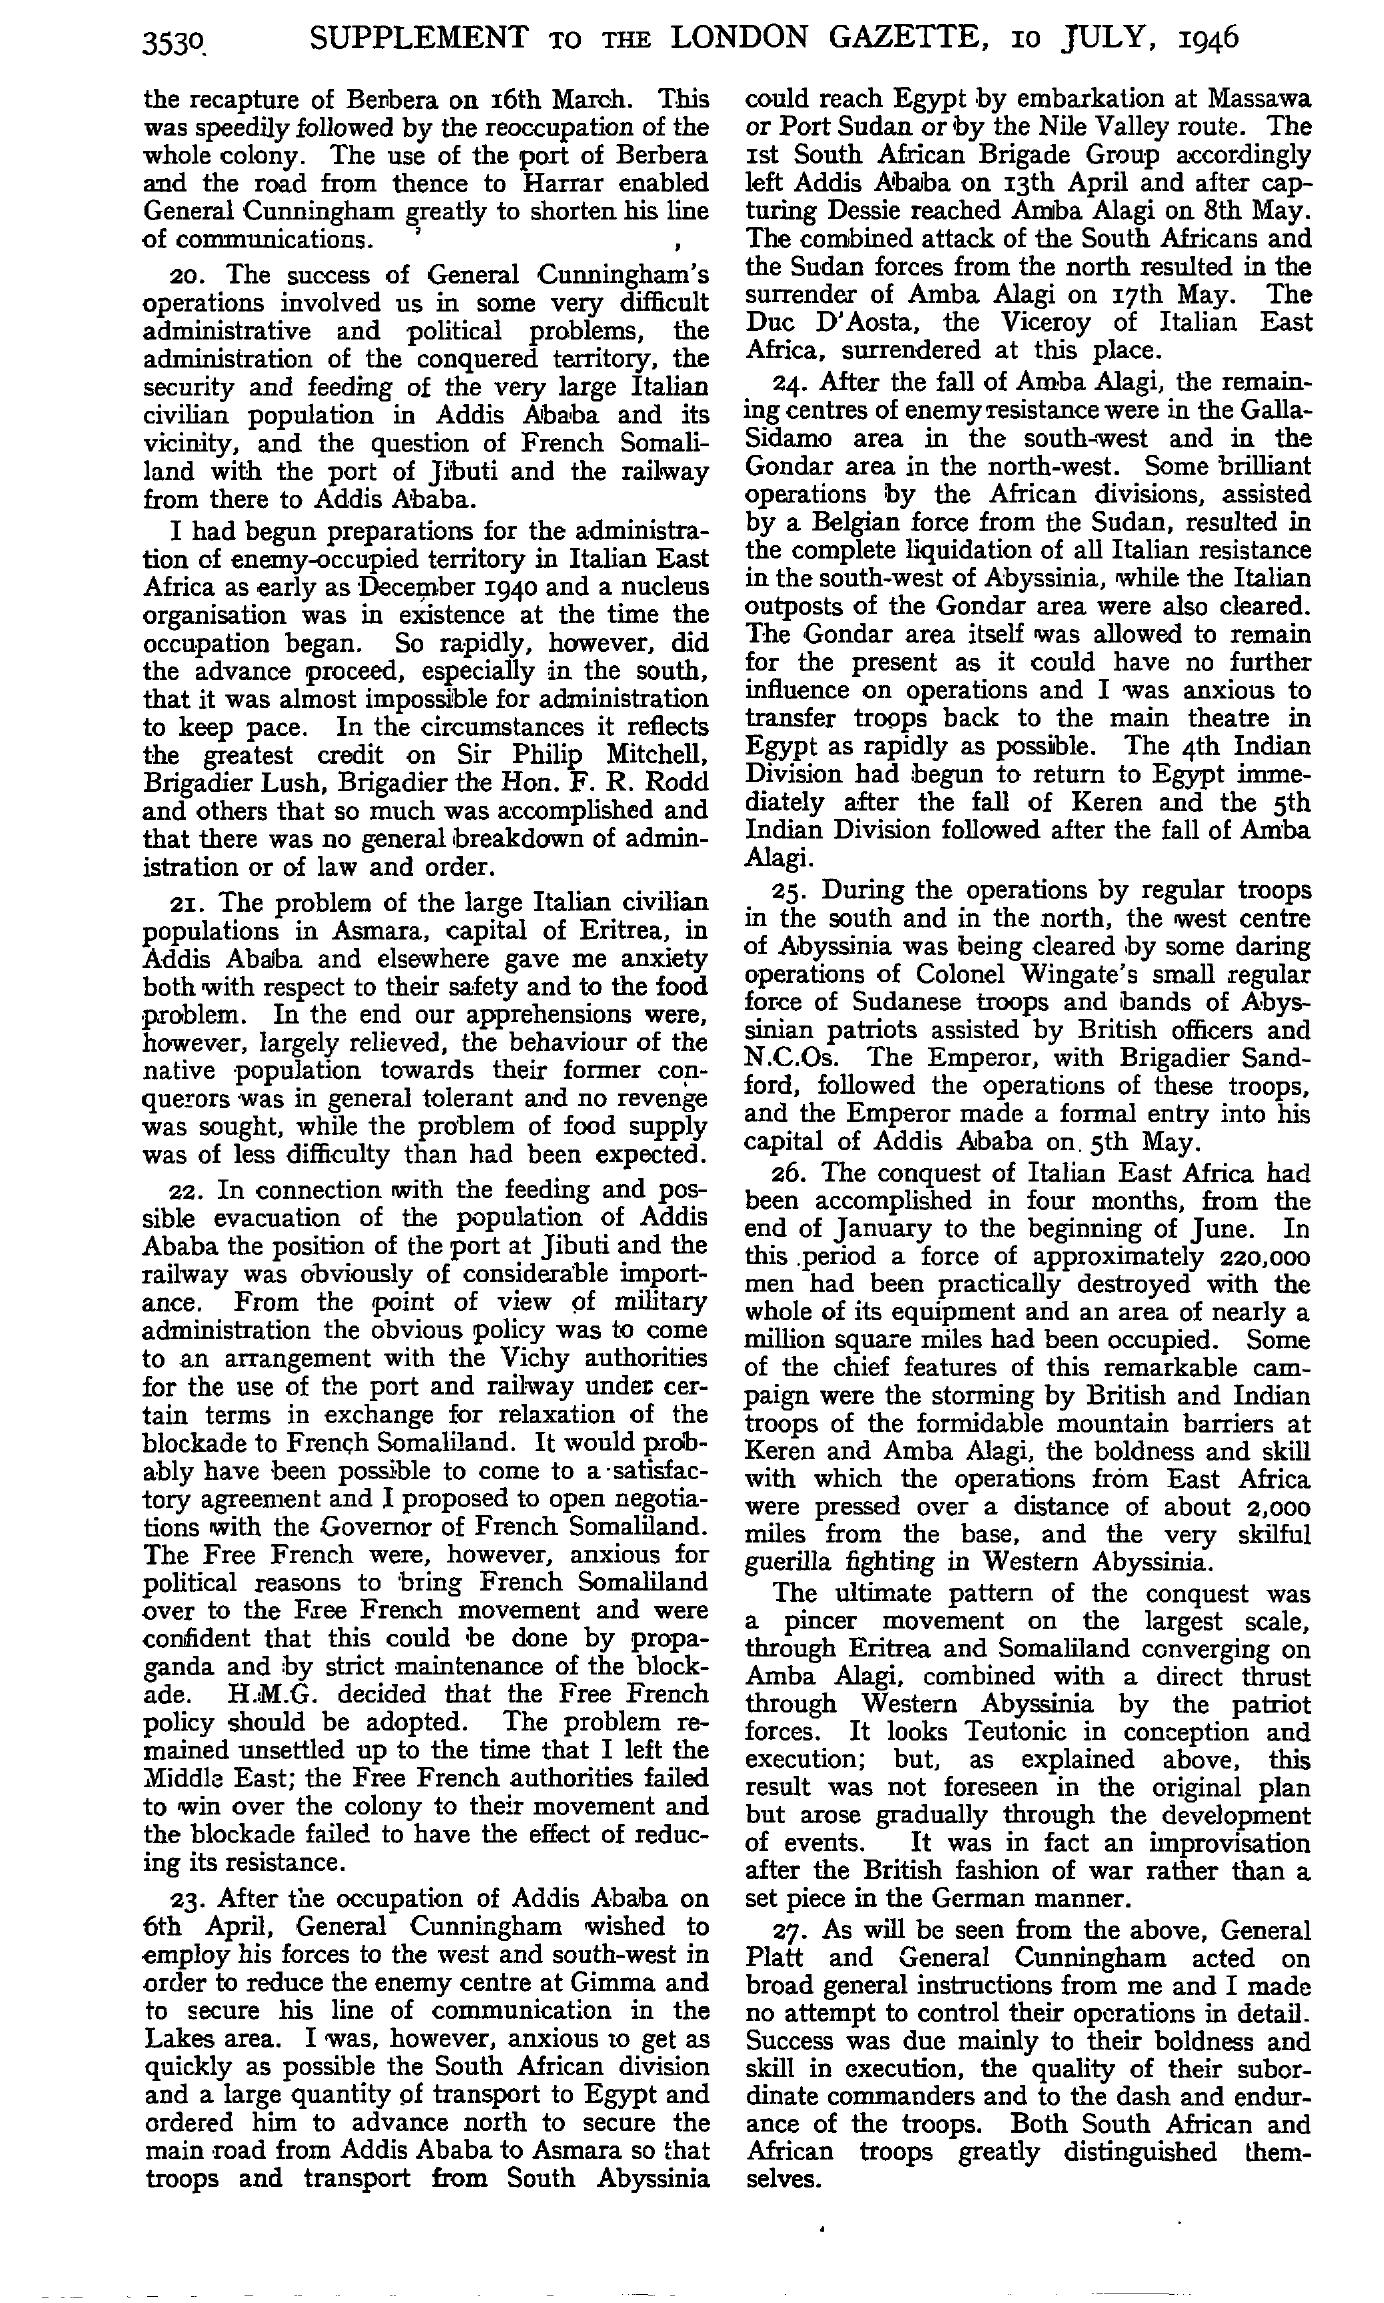 3530
SUPPLEMENT TO THE LONDON GAZETTE, 10 JULY, 1946
the recapture of Berbera on 16th March. This
was speedily followed by the reoccupation of the
whole colony. The use of the port of Berbera
and the road from thence to Harrar enabled
General Cunningham greatly to shorten his line
of communications.
20. The success of General Cunningham's
operations involved us in some very difficult
administrative and political problems, the
administration of the conquered territory, the
security and feeding of the very large Italian
civilian population in Addis Ababa and its
vicinity, and the question of French Somali-
land with the port of Jibuti and the railway
from there to Addis Ababa.
I had begun preparations for the administra-
tion of enemy-occupied territory in Italian East
Africa as early as December 1940 and a nucleus
organisation was in existence at the time the
occupation began. So rapidly, however, did
the advance proceed, especially in the south,
that it was almost impossible for administration
to keep pace. In the circumstances it reflects
the greatest credit on Sir Philip Mitchell,
Brigadier Lush, Brigadier the Hon. F. R. Rodd
and others that so much was accomplished and
that there was no general breakdown of admin-
istration or of law and order.
21. The problem of the large Italian civilian
populations in Asmara, capital of Eritrea, in
Addis Ababa and elsewhere gave me anxiety
both with respect to their safety and to the food
problem. In the end our apprehensions were,
however, largely relieved, the behaviour of the
native population towards their former con-
querors was in general tolerant and no revenge
was sought, while the problem of food supply
was of less difficulty than had been expected.
22. In connection with the feeding and pos-
sible evacuation of the population of Addis
Ababa the position of the port at Jibuti and the
railway was obviously of considerable import-
ance. From the point of view of military
administration the obvious policy was to come
to an arrangement with the Vichy authorities
for the use of the port and railway under cer-
tain terms in exchange for relaxation of the
blockade to French Somaliland. It would prob-
ably have been possible to come to a satisfac-
tory agreement and I proposed to open negotia-
tions with the Governor of French Somaliland.
The Free French were, however, anxious for
political reasons to bring French Somaliland
over to the Free French movement and were
confident that this could be done by propa-
ganda and by strict maintenance of the block-
ade. H.M.G. decided that the Free French
policy should be adopted. The problem re-
mained unsettled up to the time that I left the
Middle East; the Free French authorities failed
to win over the colony to their movement and
the blockade failed to have the effect of reduc-
ing its resistance.
23. After the occupation of Addis Ababa on
6th April, General Cunningham wished to
employ his forces to the west and south-west in
order to reduce the enemy centre at Gimma and
to secure his line of communication in the
Lakes area. I was, however, anxious to get as
quickly as possible the South African division
and a large quantity of transport to Egypt and
ordered him to advance north to secure the
main road from Addis Ababa to Asmara so that
troops and transport from South Abyssinia
could reach Egypt by embarkation at Massawa
or Port Sudan or by the Nile Valley route. The
1st South African Brigade Group accordingly
left Addis Ababa on 13th April and after cap-
turing Dessie reached Amba Alagi on 8th May.
The combined attack of the South Africans and
the Sudan forces from the north resulted in the
surrender of Amba Alagi on 17th May. The
Duc D'Aosta, the Viceroy of Italian East
Africa, surrendered at this place.
24. After the fall of Amba Alagi, the remain-
ing centres of enemy resistance were in the Galla-
Sidamo area in the south-west and in the
Gondar area in the north-west. Some brilliant
operations by the African divisions, assisted
by a Belgian force from the Sudan, resulted in
the complete liquidation of all Italian resistance
in the south-west of Abyssinia, while the Italian
outposts of the Gondar area were also cleared.
The Gondar area itself was allowed to remain
for the present as it could have no further
influence on operations and I was anxious to
transfer troops back to the main theatre in
Egypt as rapidly as possible. The 4th Indian
Division had begun to return to Egypt imme-
diately after the fall of Keren and the 5th
Indian Division followed after the fall of Amba
Alagi.
25. During the operations by regular troops
in the south and in the north, the west centre
of Abyssinia was being cleared by some daring
operations of Colonel Wingate's small regular
force of Sudanese troops and bands of Abys-
sinian patriots assisted by British officers and
N.C.Os. The Emperor, with Brigadier Sand-
ford, followed the operations of these troops,
and the Emperor made a formal entry into his
capital of Addis Ababa on 5th May.
26. The conquest of Italian East Africa had
been accomplished in four months, from the
end of January to the beginning of June. In
this period a force of approximately 220,000
men had been practically destroyed with the
whole of its equipment and an area of nearly a
million square miles had been occupied. Some
of the chief features of this remarkable cam-
paign were the storming by British and Indian
troops of the formidable mountain barriers at
Keren and Amba Alagi, the boldness and skill
with which the operations from East Africa
were pressed over a distance of about 2,000
miles from the base, and the very skilful
guerilla fighting in Western Abyssinia.
The ultimate pattern of the conquest was
a pincer movement on the largest scale,
through Eritrea and Somaliland converging on
Amba Alagi, combined with a direct thrust
through Western Abyssinia by the patriot
forces. It looks Teutonic in conception and
execution; but, as explained above, this
result was not foreseen in the original plan
but arose gradually through the development
of events. It was in fact an improvisation
after the British fashion of war rather than a
set piece in the German manner.
27. As will be seen from the above, General
Platt and General Cunningham acted on
broad general instructions from me and I made
no attempt to control their operations in detail.
Success was due mainly to their boldness and
skill in execution, the quality of their subor-
dinate commanders and to the dash and endur-
ance of the troops. Both South African and
African troops greatly distinguished them-
selves.